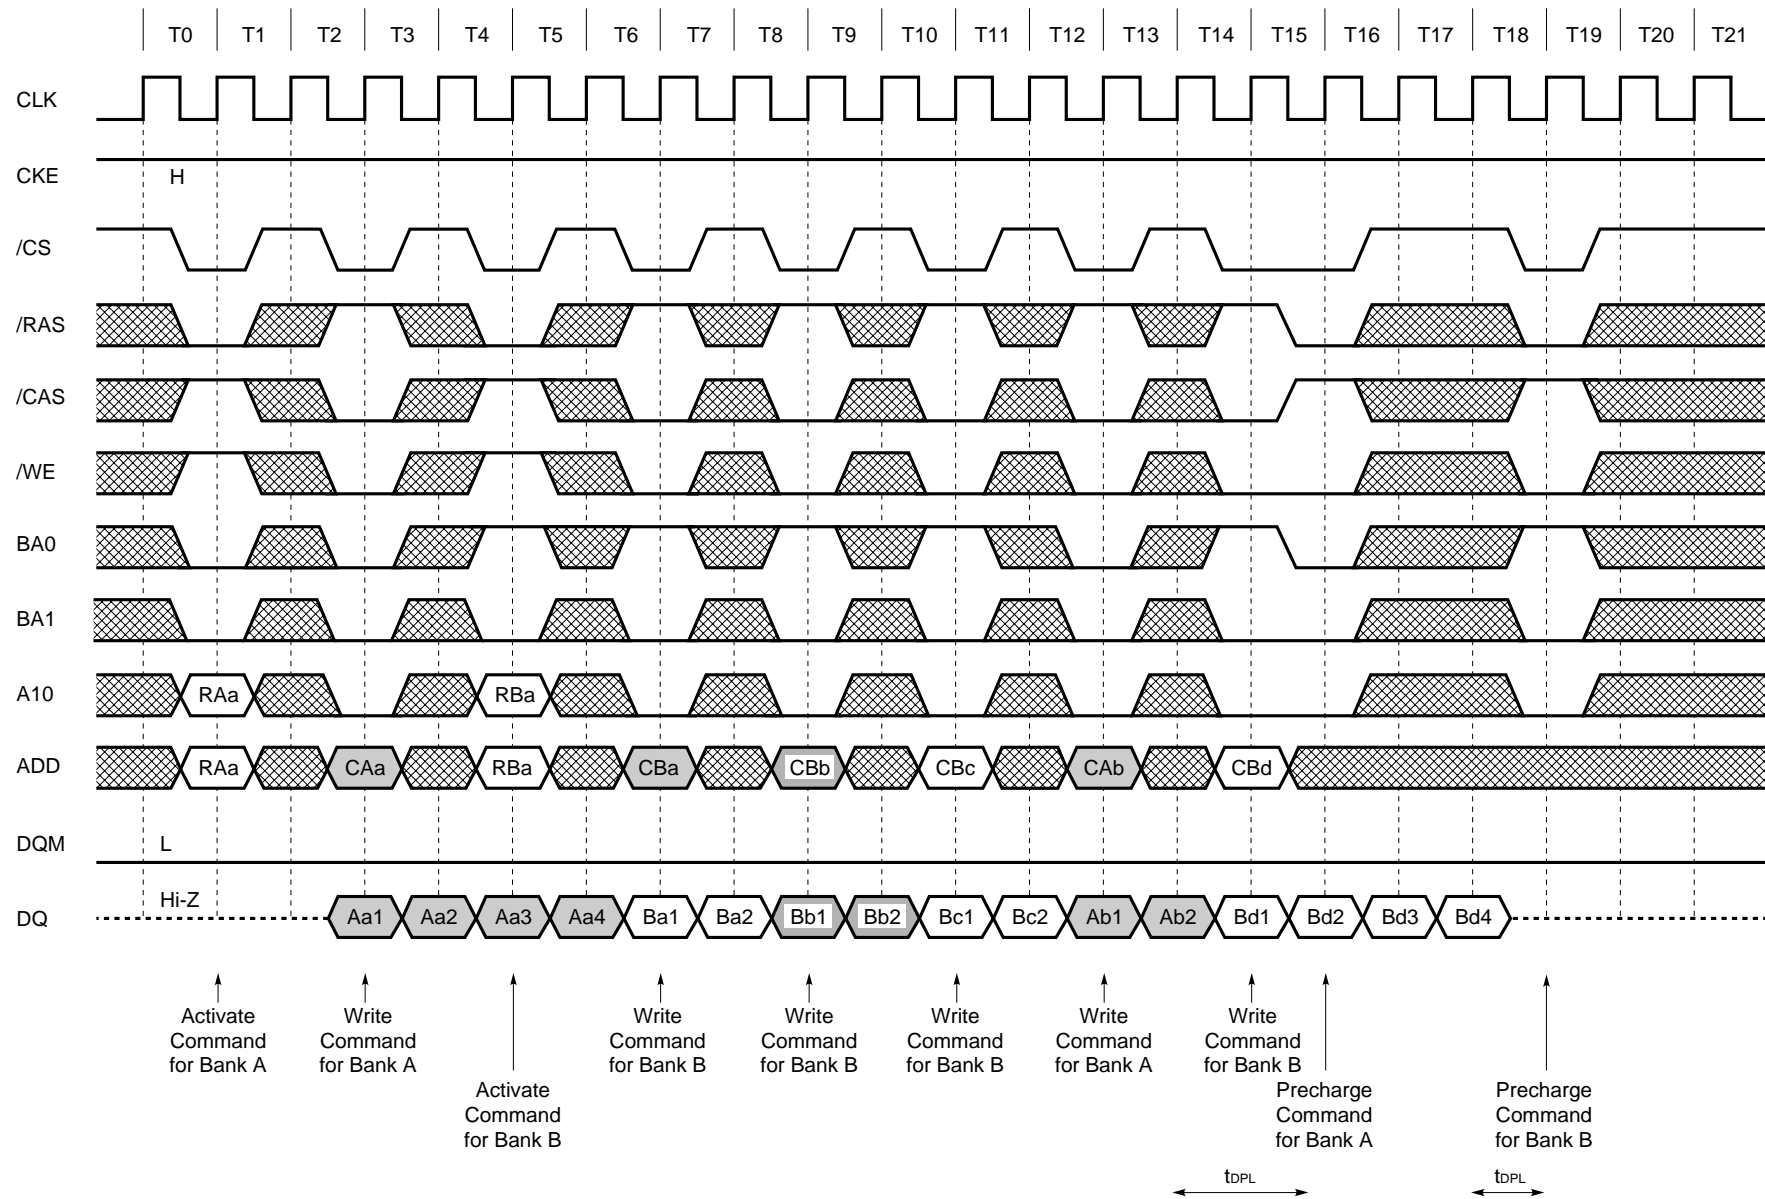 T0 T1 T2 T3 T4 T5 T6 T7 T8 T9 T10 T11 T12 T13 T14 T15 T16 T17 T18 T19 T20 T21
CLK
CKE H
/CS
/RAS
/CAS
/WE
BA0
BA1
A10 RAa RBa
ADD RAa CAa RBa CBa CBb CBc CAb CBd
DQM L
DQ Hi-Z Aa1 Aa2 Aa3 Aa4 Ba1 Ba2 Bb1 Bb2 Bc1 Bc2 Ab1 Ab2 Bd1 Bd2 Bd3 Bd4
Activate
Command
for Bank A
Write
Command
for Bank A
Activate
Command
for Bank B
Write
Command
for Bank B
Write
Command
for Bank B
Write
Command
for Bank B
Write
Command
for Bank A
Write
Command
for Bank B
Precharge
Command
for Bank A
Precharge
Command
for Bank B
tDPL tDPL